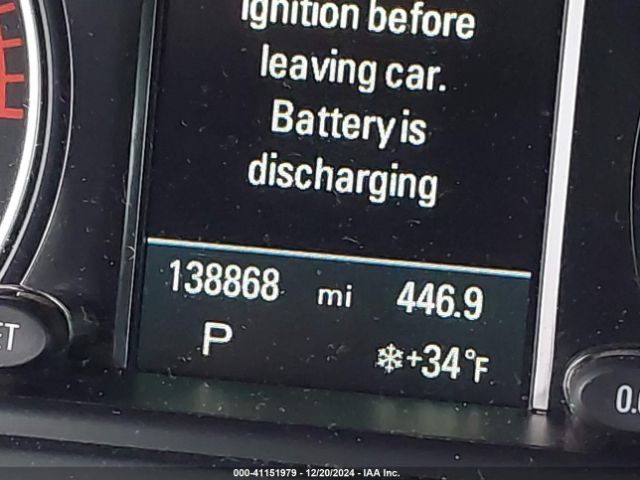 ignition before
leaving car.
Battery is
discharging
138868 mi 446.9
P
❄+34°F
000-41151979 - 12/20/2024 - IAA Inc.